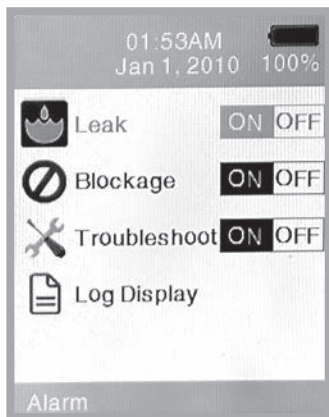 01:53AM
Jan 1, 2010 100%
Leak ON OFF
Blockage ON OFF
Troubleshoot ON OFF
Log Display
Alarm